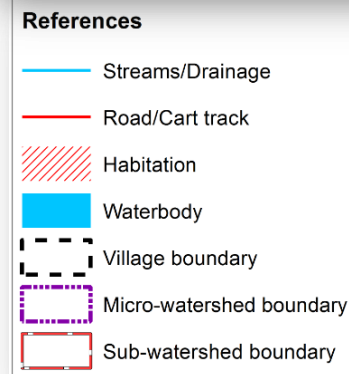 References
Streams/Drainage
Road/Cart track
Habitation
Waterbody
Village boundary
Micro-watershed boundary
Sub-watershed boundary